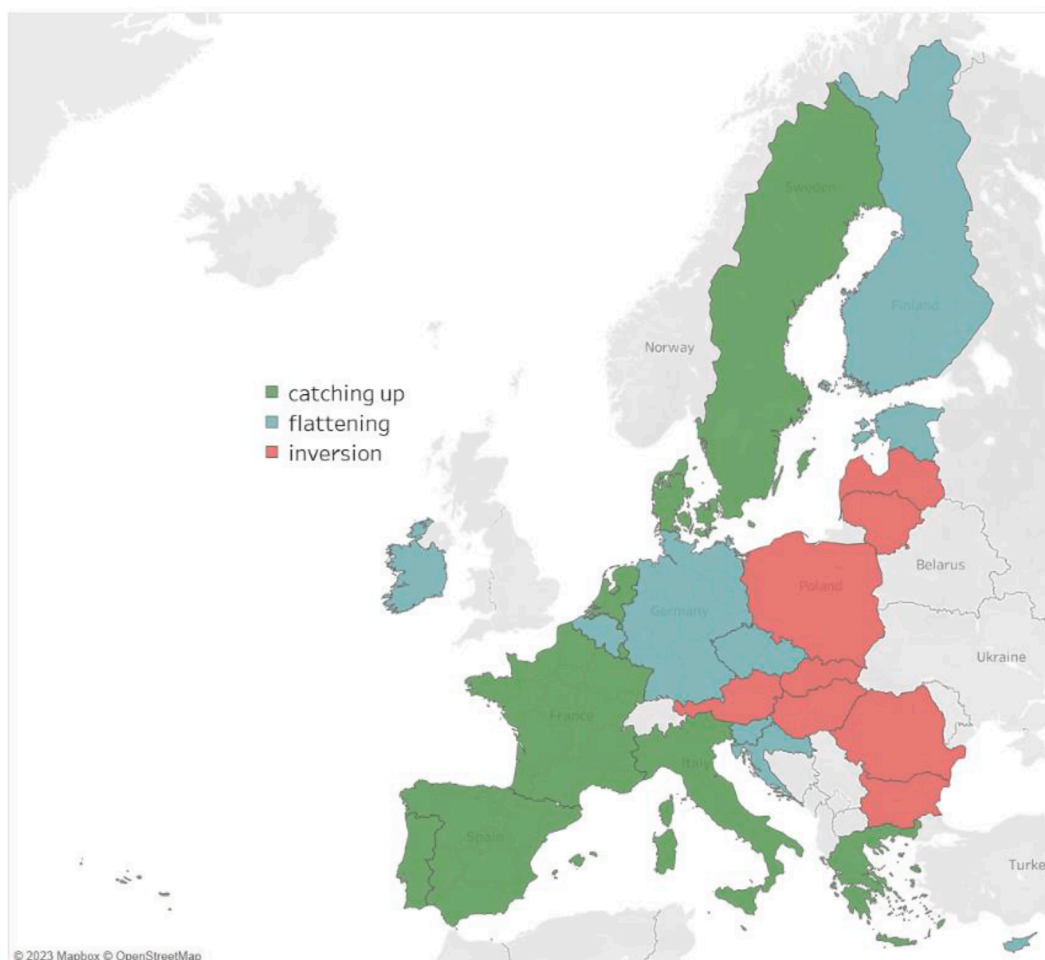 Sweden
Finland
Norway
catching up
flattening
inversion
Belarus
Poland
Germany
Ukraine
France
Italy
Spain
Turke
© 2023 Mapbox © OpenStreetMap